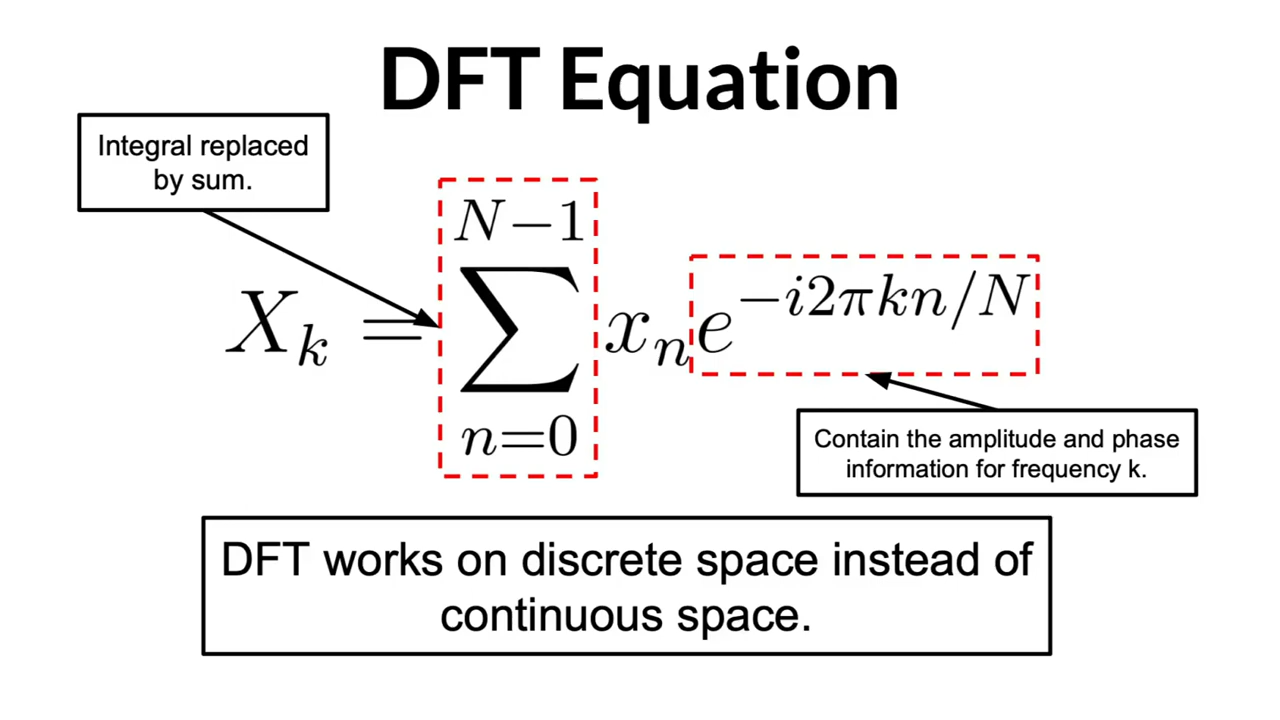 DFT Equation
Integral replaced
by sum.
N−1
X_k = ∑ x_n e^{−i2πkn/N}
n=0
Contain the amplitude and phase
information for frequency k.
DFT works on discrete space instead of
continuous space.